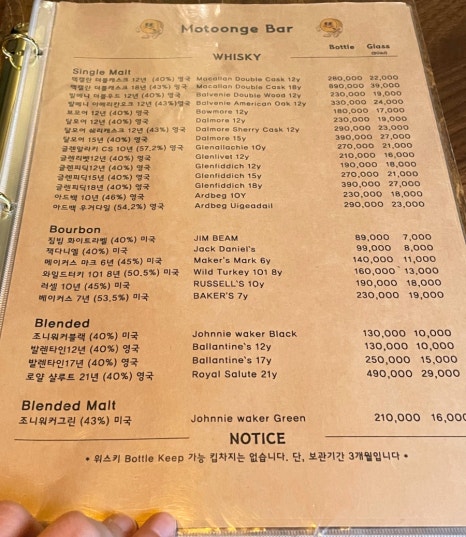 Motoonge Bar
WHISKY
Bottle Glass
Single Malt
맥캘란 더블캐스크 12년 (40%) 영국 Macallan Double Cask 12y 280,000 22,000
맥캘란 더블캐스크 18년 (43%) 영국 Macallan Double Cask 18y 890,000 39,000
발베니 더블우드 12년 (40%) 영국 Balvenie Double Wood 12y 230,000 19,000
발베니 아메리칸오크 12년 (43%)영국 Balvenie American Oak 12y 330,000 24,000
보모어 12년 (40%) 영국 Bowmore 12y 180,000 17,000
달모어 12년 (40%) 영국 Dalmore 12y 230,000 19,000
달모어 쉐리캐스크 12년 (43%) 영국 Dalmore Sherry Cask 12y 290,000 23,000
달모어 15년 (40%) 영국 Dalmore 15y 390,000 27,000
글렌알라키 CS 10년 (57,2%) 영국 Glenallachie 10y 270,000 21,000
글렌리벳12년 (40%) 영국 Glenlivet 12y 210,000 16,000
글렌피딕12년 (40%) 영국 Glenfiddich 12y 190,000 18,000
글렌피딕15년 (40%) 영국 Glenfiddich 15y 270,000 21,000
글렌피딕18년 (40%) 영국 Glenfiddich 18y 390,000 27,000
아드벡 10년 (46%) 영국 Ardbeg 10Y 230,000 18,000
아드벡 우거다일 (54,2%) 영국 Ardbeg Uigeadail 290,000 23,000
Bourbon
짐빔 화이트라벨 (40%) 미국 JIM BEAM 89,000 7,000
잭다니엘 (40%) 미국 Jack Daniel's 99,000 8,000
메이커스 마크 6년 (45%) 미국 Maker's Mark 6y 140,000 11,000
와일드터키 101 8년 (50,5%) 미국 Wild Turkey 101 8y 160,000 13,000
러셀 10년 (45%) 미국 RUSSELL'S 10y 190,000 18,000
베이커스 7년 (53,5%) 미국 BAKER'S 7y 230,000 19,000
Blended
조니워커블랙 (40%) 미국 Johnnie waker Black 130,000 10,000
발렌타인12년 (40%) 영국 Ballantine's 12y 130,000 10,000
발렌타인17년 (40%) 영국 Ballantine's 17y 250,000 15,000
로얄 살루트 21년 (40%) 영국 Royal Salute 21y 490,000 29,000
Blended Malt
조니워커그린 (43%) 미국 Johnnie waker Green 210,000 16,000
NOTICE
• 위스키 Bottle Keep 가능 킵차지는 없습니다. 단, 보관기간 3개월입니다 •